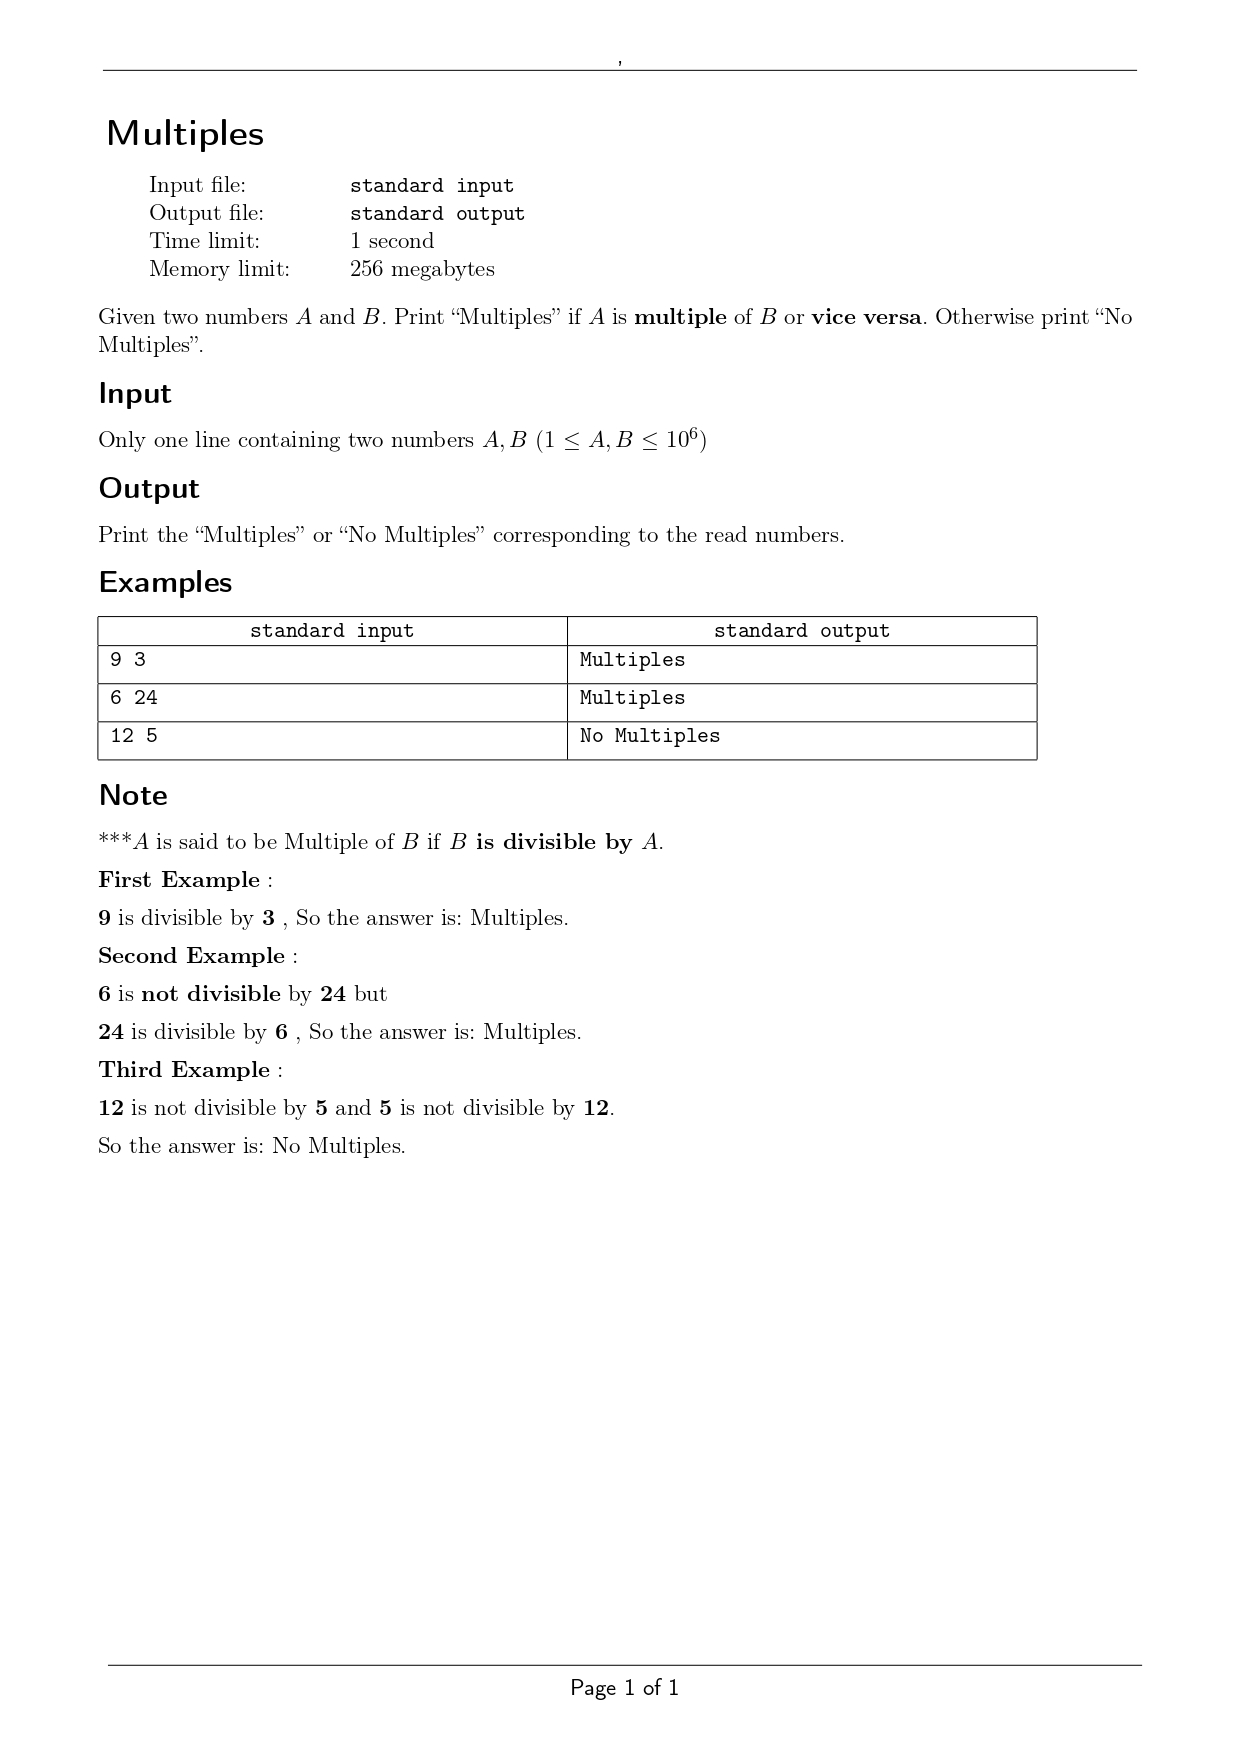 ,
Multiples
Input file: standard input
Output file: standard output
Time limit: 1 second
Memory limit: 256 megabytes
Given two numbers A and B. Print “Multiples” if A is multiple of B or vice versa. Otherwise print “No
Multiples”.
Input
Only one line containing two numbers A, B (1 ≤ A, B ≤ 10⁶)
Output
Print the “Multiples” or “No Multiples” corresponding to the read numbers.
Examples
standard input standard output
9 3 Multiples
6 24 Multiples
12 5 No Multiples
Note
***A is said to be Multiple of B if B is divisible by A.
First Example :
9 is divisible by 3 , So the answer is: Multiples.
Second Example :
6 is not divisible by 24 but
24 is divisible by 6 , So the answer is: Multiples.
Third Example :
12 is not divisible by 5 and 5 is not divisible by 12.
So the answer is: No Multiples.
Page 1 of 1